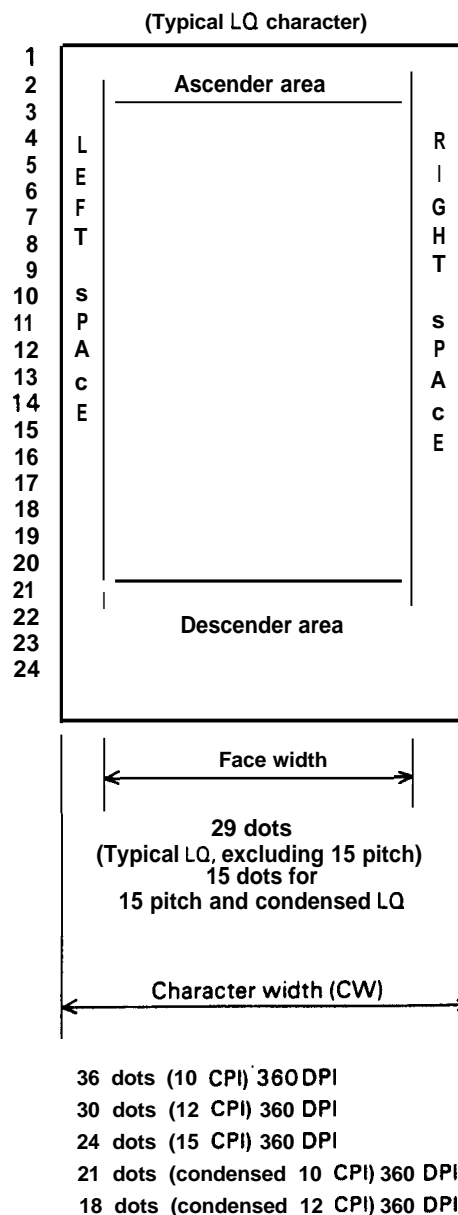 (Typical LQ character)
1
2
3
4
5
6
7
8
9
10
11
12
13
14
15
16
17
18
19
20
21
22
23
24
Ascender area
LEFT sPAcE
RIGHT sPAcE
Descender area
Face width
29 dots
(Typical LQ, excluding 15 pitch)
15 dots for
15 pitch and condensed LQ
Character width (CW)
36 dots (10 CPI) 360 DPI
30 dots (12 CPI) 360 DPI
24 dots (15 CPI) 360 DPI
21 dots (condensed 10 CPI) 360 DPI
18 dots (condensed 12 CPI) 360 DPI